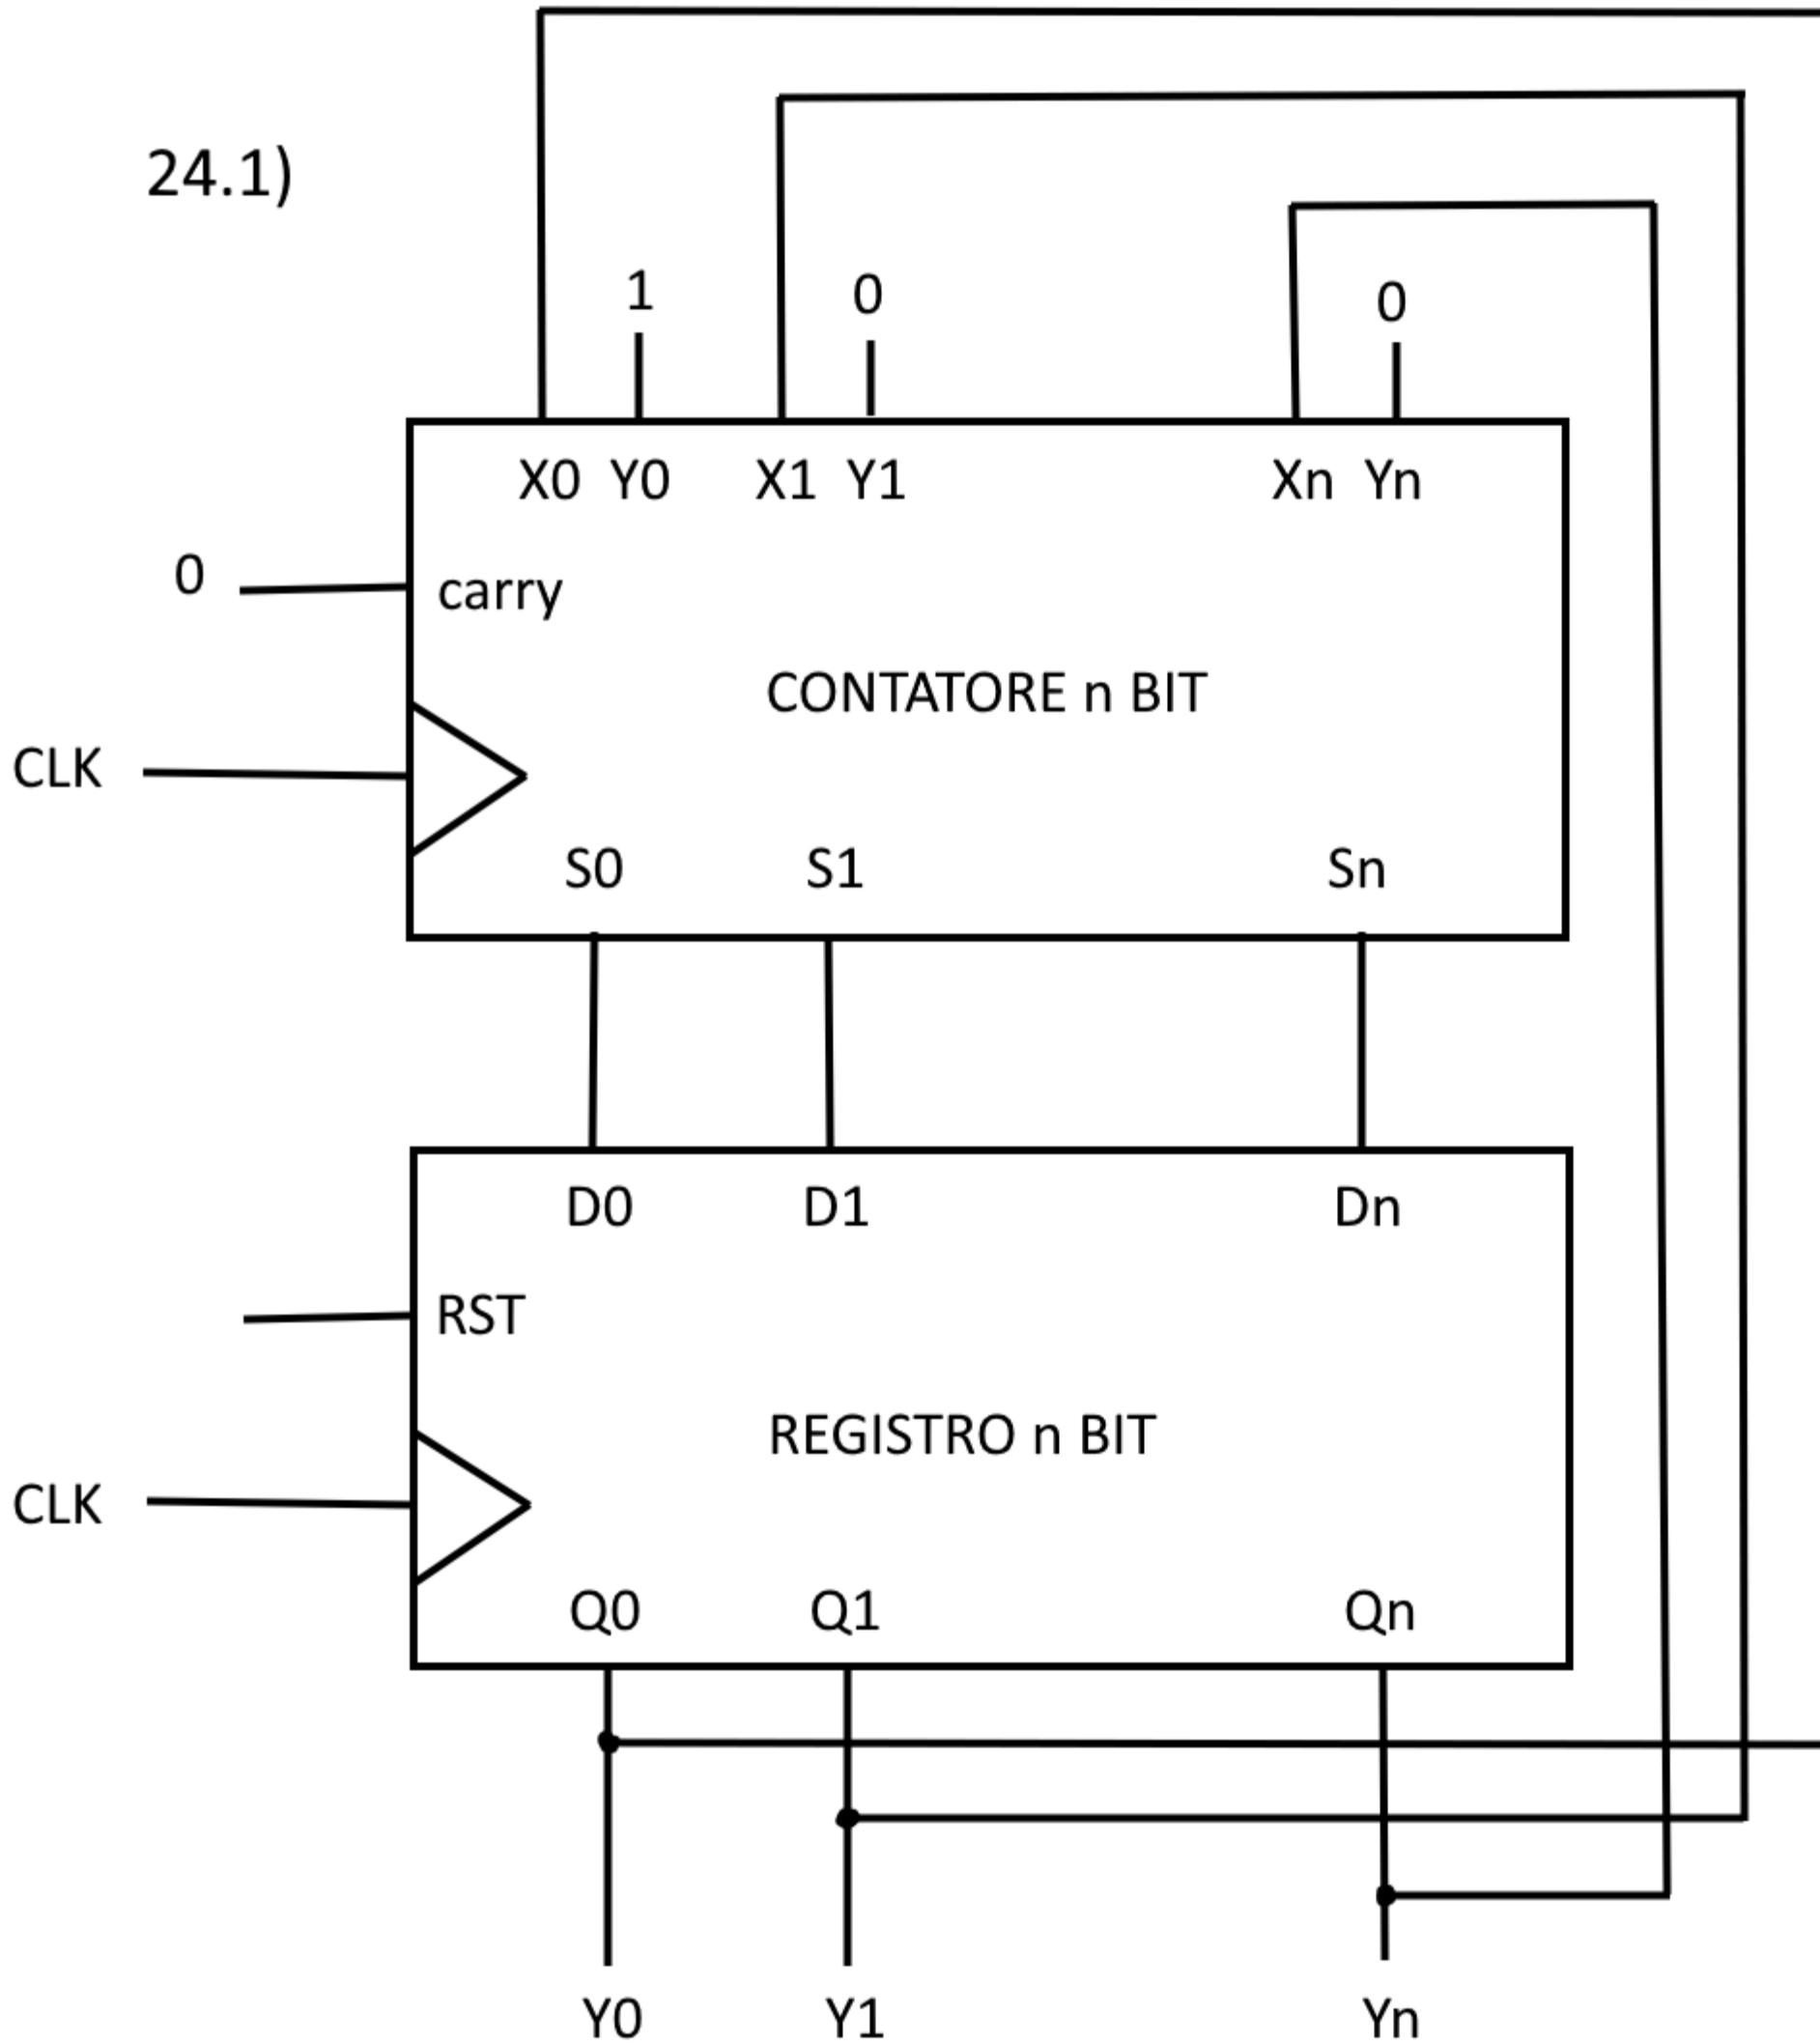 24.1)
1 0 0
X0 Y0 X1 Y1 Xn Yn
0 carry
CONTATORE n BIT
CLK
S0 S1 Sn
D0 D1 Dn
RST
REGISTRO n BIT
CLK
Q0 Q1 Qn
Y0 Y1 Yn